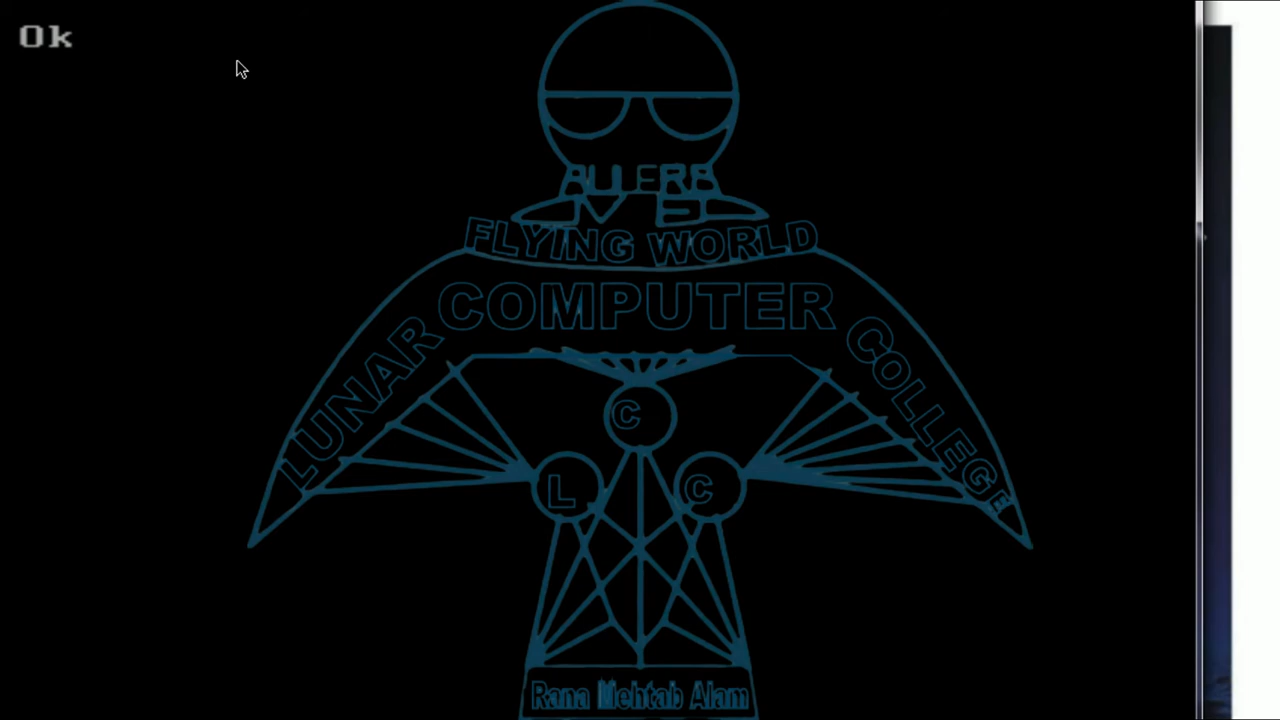 Ok
FLYING WORLD
LUNAR COMPUTER COLLEGE
C
L C
Rana Mehtab Alam